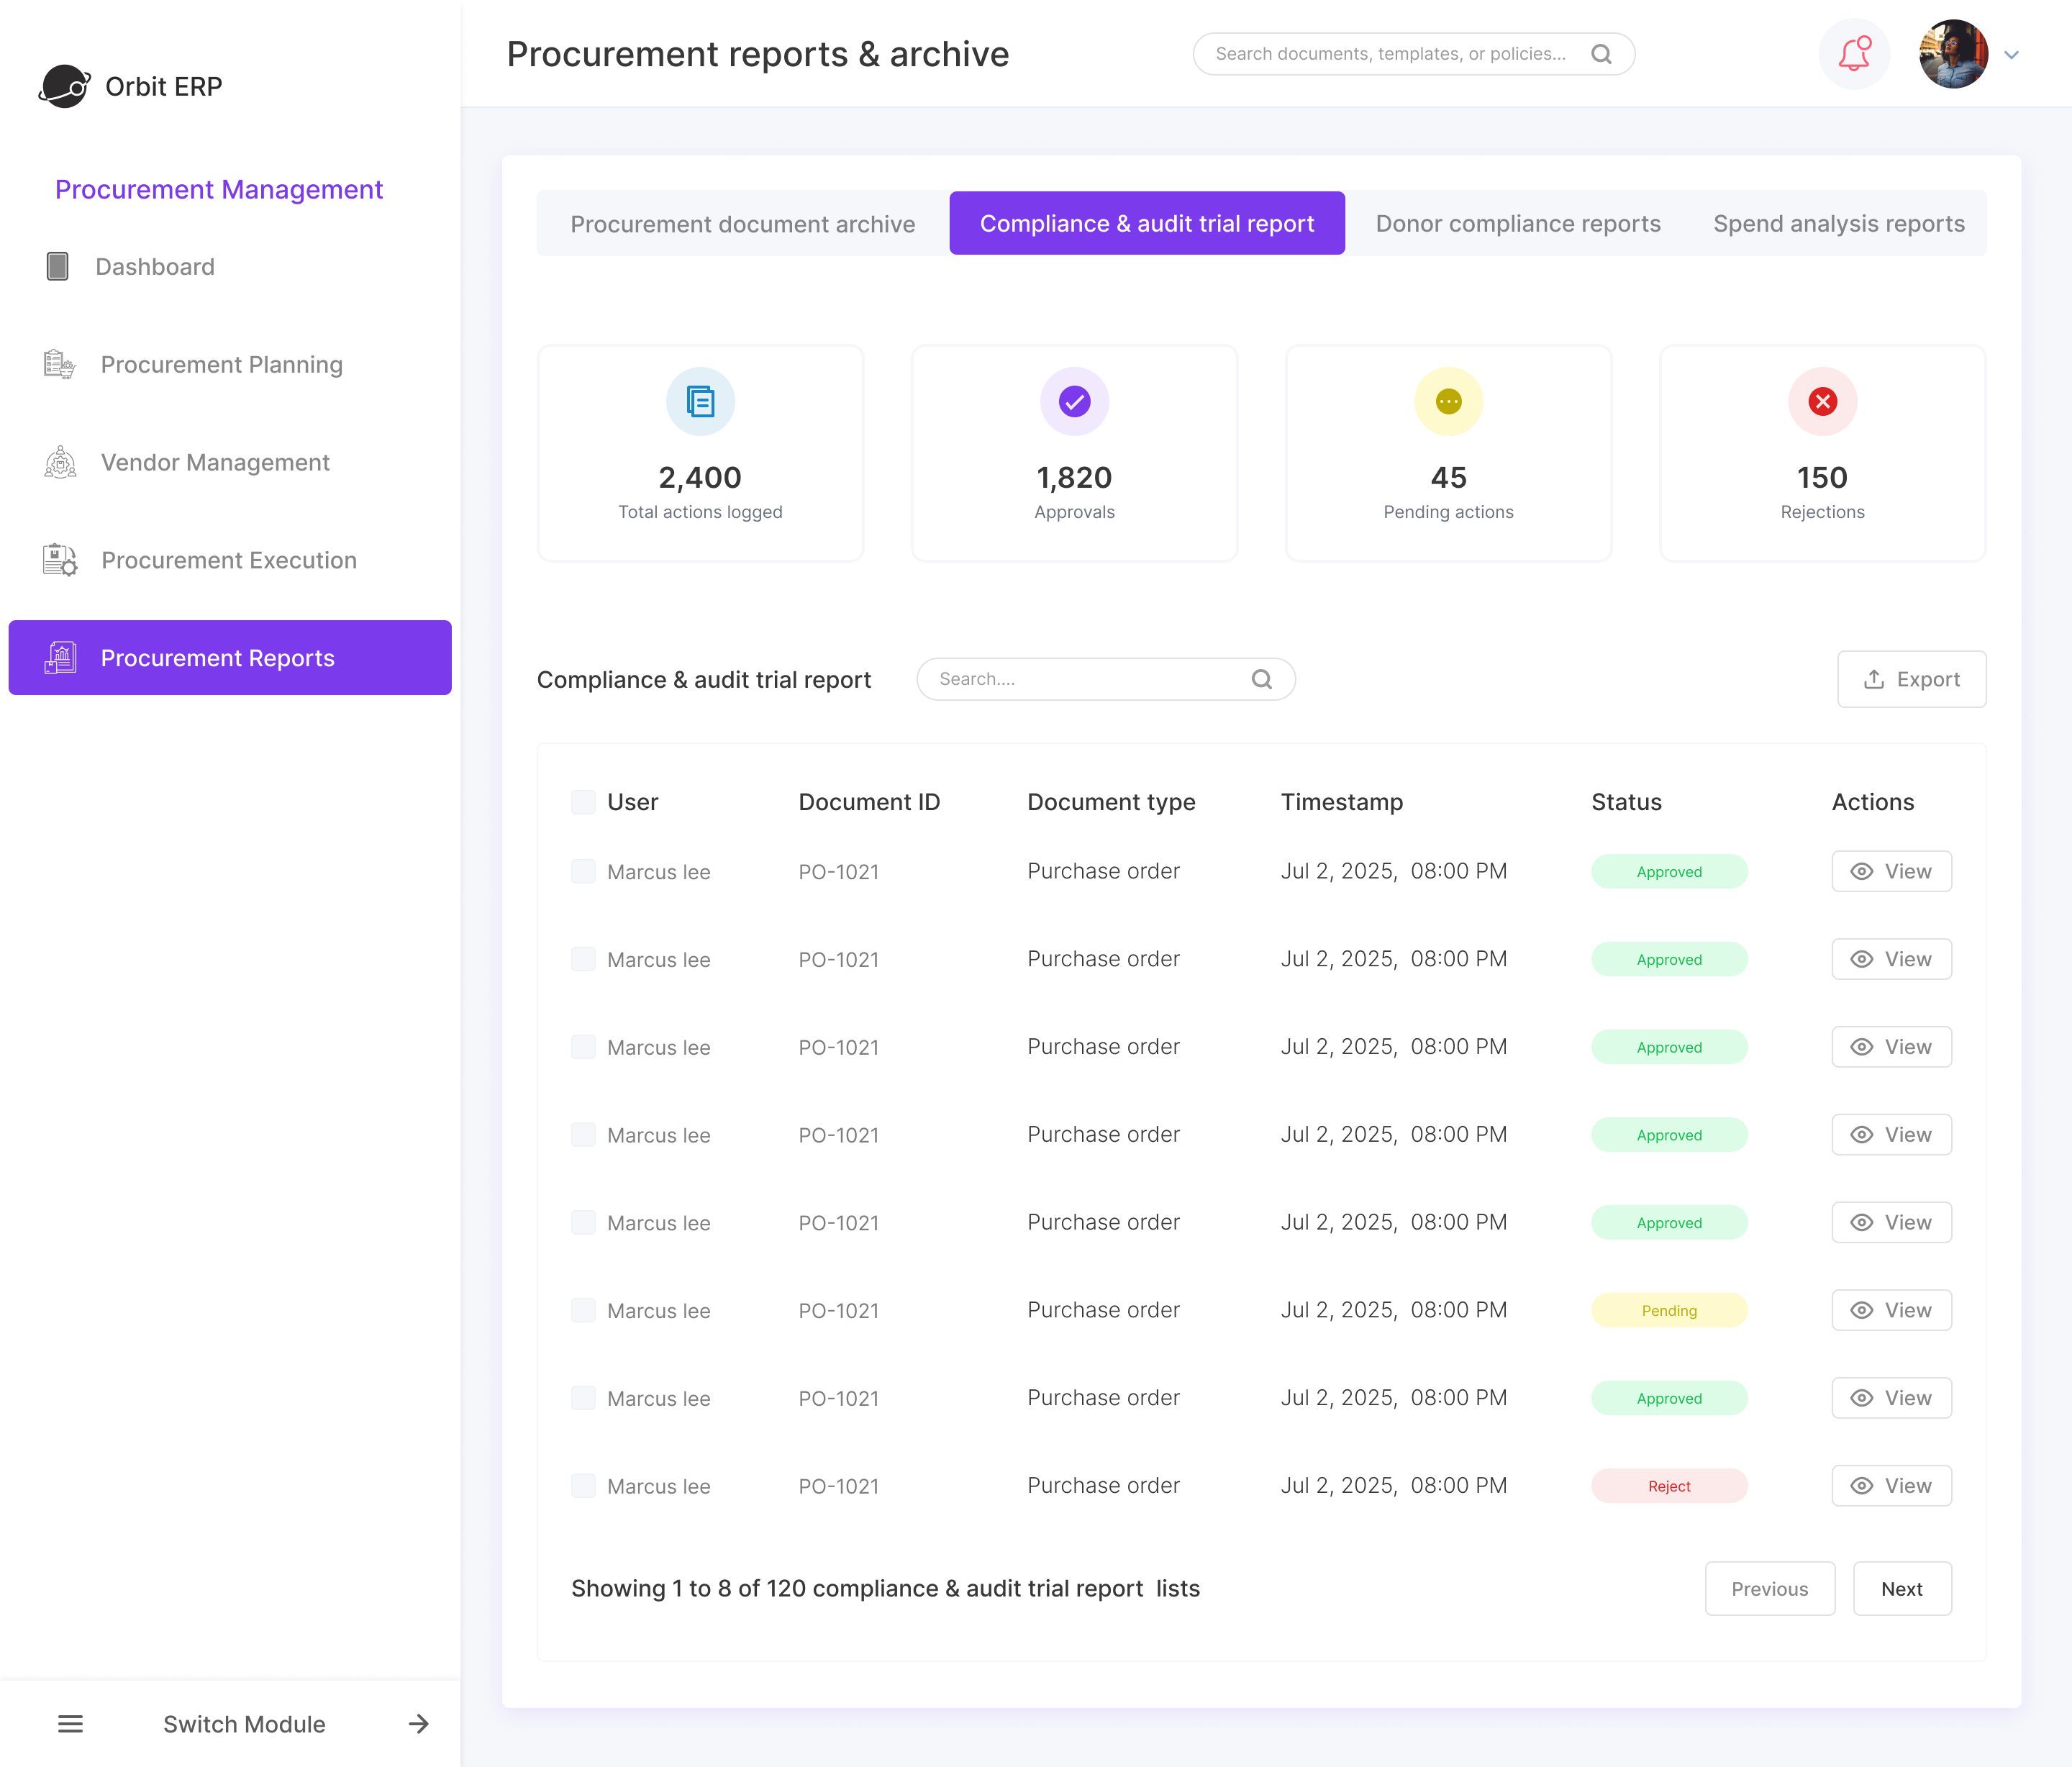 Orbit ERP
Procurement Management
Dashboard
Procurement Planning
Vendor Management
Procurement Execution
Procurement Reports
Switch Module
Procurement reports & archive
Search documents, templates, or policies...
Procurement document archive
Compliance & audit trial report
Donor compliance reports
Spend analysis reports
2,400
Total actions logged
1,820
Approvals
45
Pending actions
150
Rejections
Compliance & audit trial report
Search....
Export
User Document ID Document type Timestamp Status Actions
Marcus lee PO-1021 Purchase order Jul 2, 2025, 08:00 PM Approved View
Marcus lee PO-1021 Purchase order Jul 2, 2025, 08:00 PM Approved View
Marcus lee PO-1021 Purchase order Jul 2, 2025, 08:00 PM Approved View
Marcus lee PO-1021 Purchase order Jul 2, 2025, 08:00 PM Approved View
Marcus lee PO-1021 Purchase order Jul 2, 2025, 08:00 PM Approved View
Marcus lee PO-1021 Purchase order Jul 2, 2025, 08:00 PM Pending View
Marcus lee PO-1021 Purchase order Jul 2, 2025, 08:00 PM Approved View
Marcus lee PO-1021 Purchase order Jul 2, 2025, 08:00 PM Reject View
Showing 1 to 8 of 120 compliance & audit trial report lists
Previous
Next